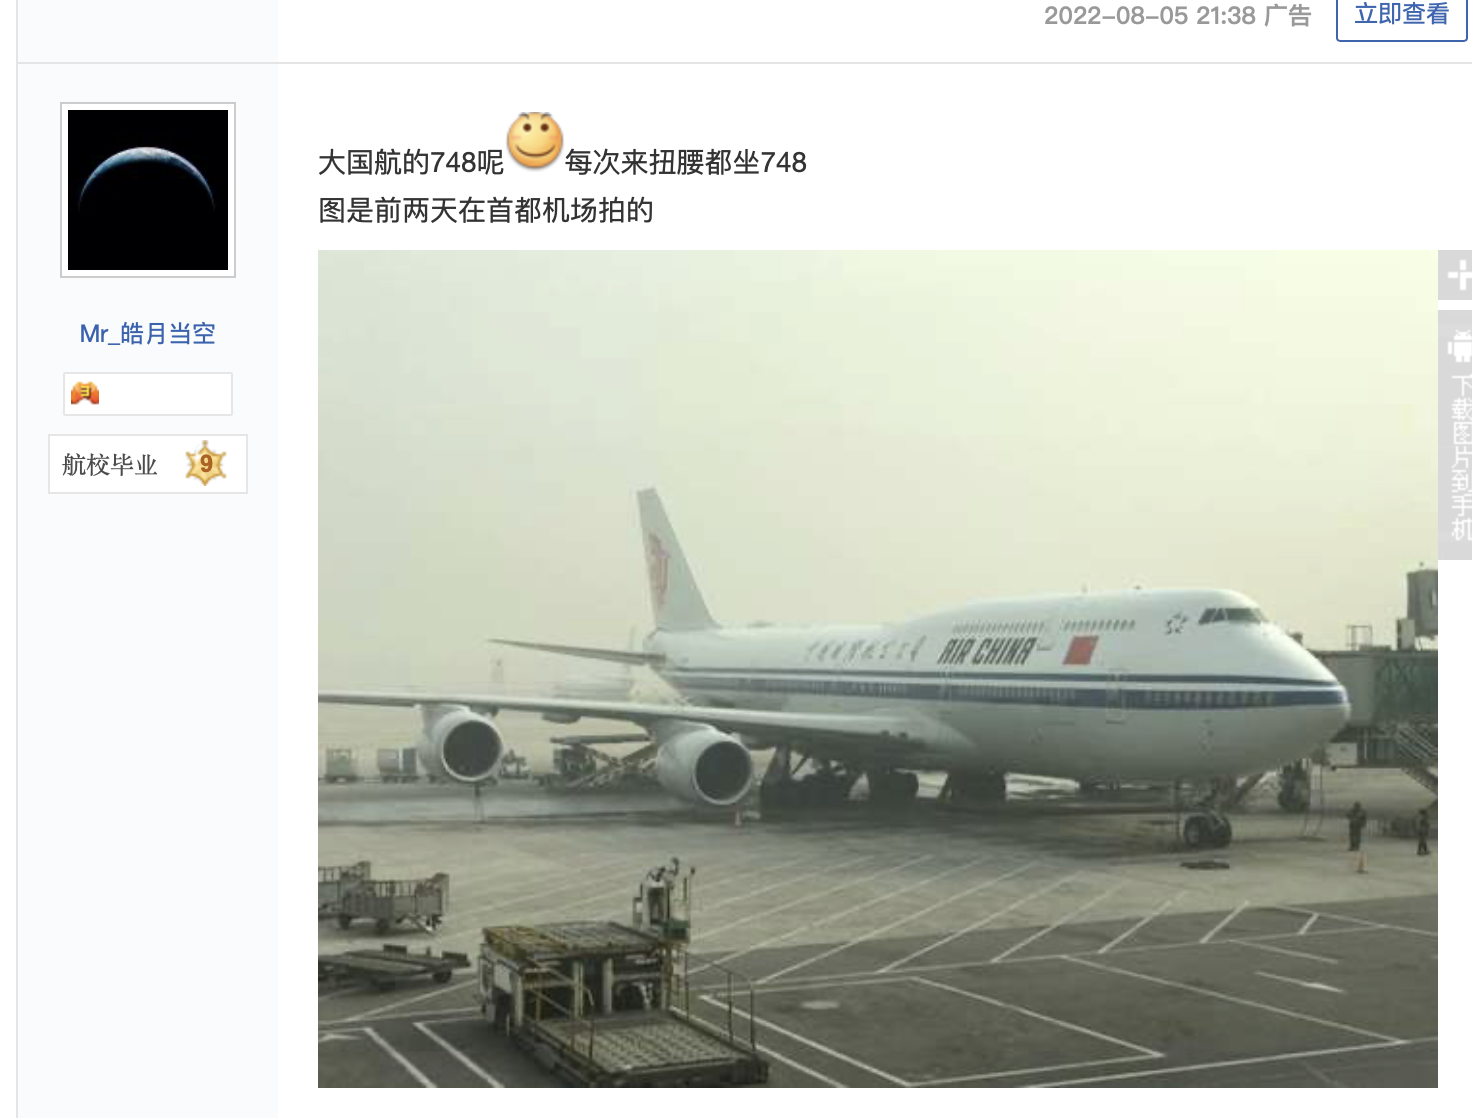 2022-08-05 21:38 广告
立即查看
大国航的748呢 每次来扭腰都坐748
图是前两天在首都机场拍的
Mr_皓月当空
3
航校毕业 9
AIR CHINA
下载图片到手机